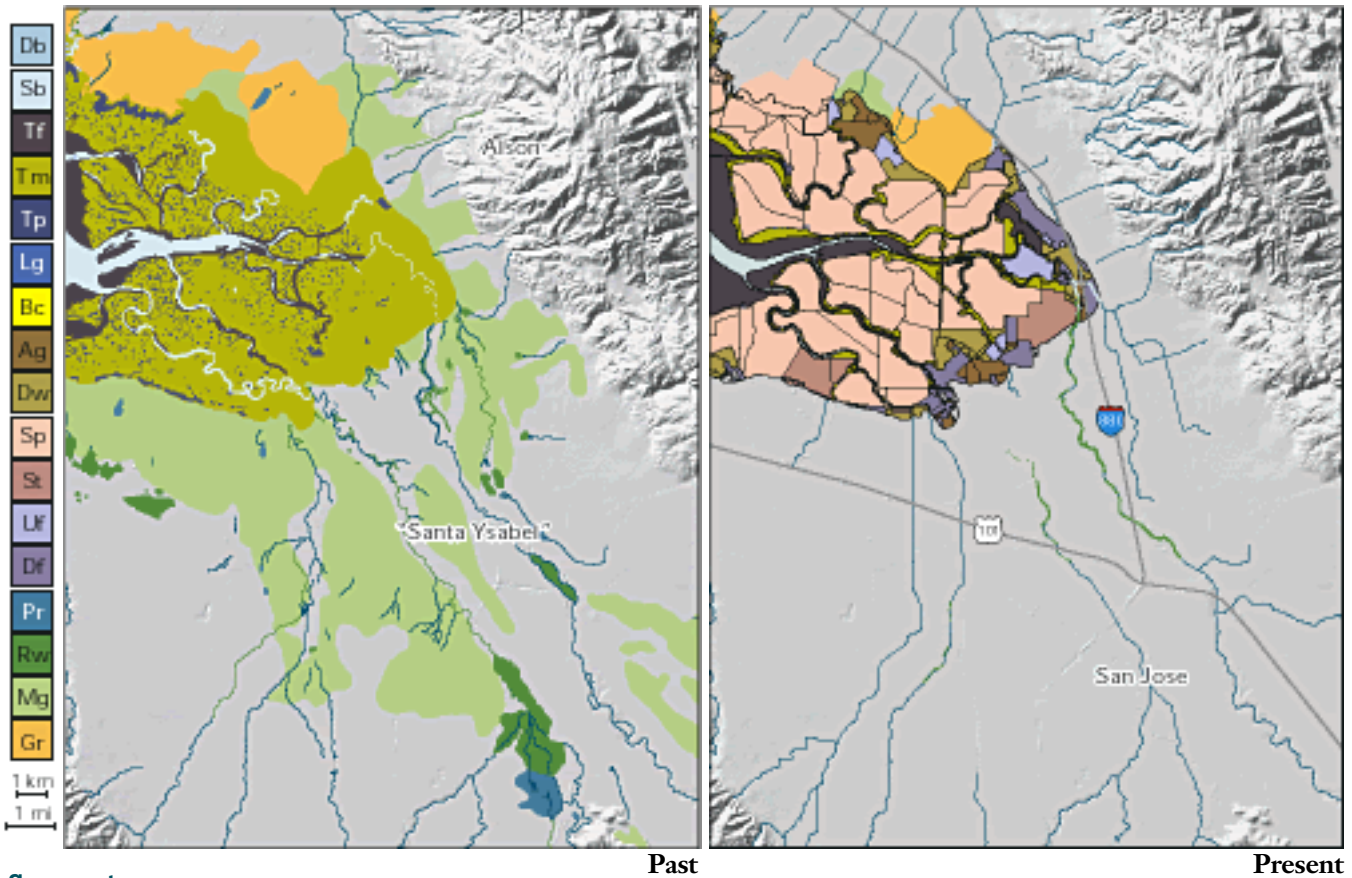 Db
Sb
Tf
Tm
Tp
Lg
Bc
Ag
Dw
Sp
St
Uf
Df
Pr
Rw
Mg
Gr
1 km
1 mi
Alson
"Santa Ysabel"
Past
880
101
San Jose
Present